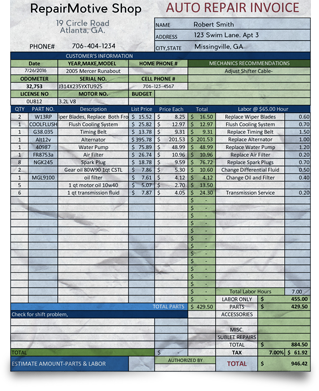 RepairMotive Shop
AUTO REPAIR INVOICE
19 Circle Road
Atlanta, GA.
PHONE# 706-404-1234
NAME Robert Smith
ADDRESS 123 Swim Lane. Apt 3
CITY,STATE Missingville, GA.
CUSTOMER'S INFORMATION
Date YEAR,MAKE,MODEL HOME PHONE # MECHANICS RECOMMENDATIONS
7/26/2016 2005 Mercur Runabout Adjust Shifter Cable-
ODOMETER SERIAL NO. CELL PHONE #
32,753 J314K235YXTU925 706-123-4567
LICENSE NO MOTOR NO. BUDGET
0U812 3.2L V8
QTY PART NO. Description List Price Price Each Total Labor @ $65.00 Hour
2 W13RP iper Blades, Replace Both Fro $ 15.52 $ 8.25 $ 16.50 Replace Wiper Blades 0.60
1 COOLFLUSH Flush Cooling System $ 25.82 $ 12.97 $ 12.97 Flush Cooling System 0.70
1 G38.035 Timing Belt $ 13.78 $ 9.31 $ 9.31 Replace Timing Belt 1.50
1 Alt12v Alternator $ 395.78 $ 201.53 $ 201.53 Replace Alternator 1.00
1 40987 Water Pump $ 75.89 $ 48.99 $ 48.99 Replace Water Pump 1.20
1 FR8753a Air Filter $ 26.74 $ 10.96 $ 10.96 Replace Air Filter 0.20
8 NGK245 Spark Plug $ 18.78 $ 9.59 $ 76.72 Replace Spark Plugs 0.70
2 Gear oil 80W90 1qt CSTL $ 7.86 $ 5.30 $ 10.60 Change Differential Fluid 0.50
1 MGL9100 oil filter $ 7.61 $ 4.12 $ 4.12 Change Oil and Filter 0.40
5 1 qt motor oil 10w40 $ 5.07 $ 2.70 $ 13.50
6 1 qt transmission fluid $ 7.87 $ 4.05 $ 24.30 Transmission Service 0.20
Total Labor Hours 7.00
LABOR ONLY $ 455.00
TOTAL PARTS $ 429.50 PARTS $ 429.50
Check for shift problem, ACCESSORIES
MISC
SUBLET REPAIRS
TOTAL $ 884.50
TOTAL TAX 7.00% $ 61.92
ESTIMATE AMOUNT-PARTS & LABOR AUTHORIZED BY TOTAL $ 946.42